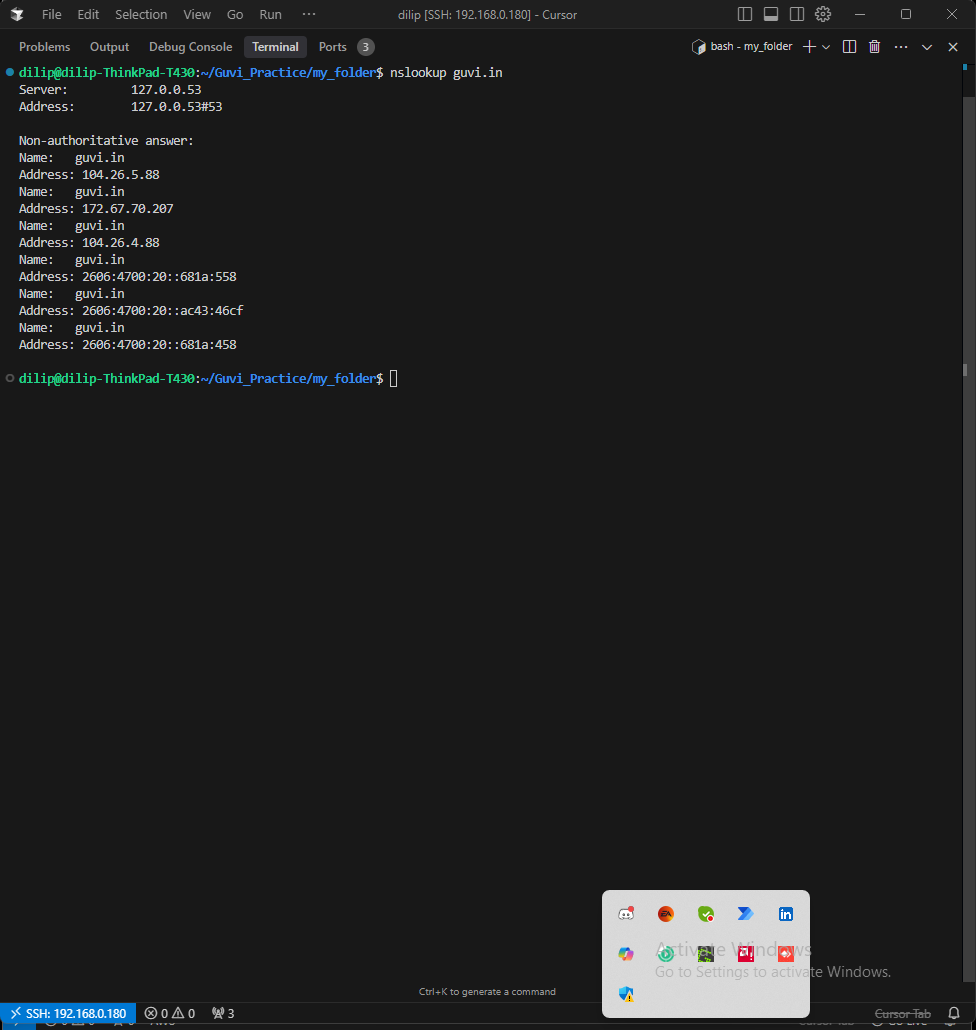 File Edit Selection View Go Run ··· dilip [SSH: 192.168.0.180] - Cursor
Problems Output Debug Console Terminal Ports 3 bash - my_folder
dilip@dilip-ThinkPad-T430:~/Guvi_Practice/my_folder$ nslookup guvi.in
Server: 127.0.0.53
Address: 127.0.0.53#53
Non-authoritative answer:
Name: guvi.in
Address: 104.26.5.88
Name: guvi.in
Address: 172.67.70.207
Name: guvi.in
Address: 104.26.4.88
Name: guvi.in
Address: 2606:4700:20::681a:558
Name: guvi.in
Address: 2606:4700:20::ac43:46cf
Name: guvi.in
Address: 2606:4700:20::681a:458
dilip@dilip-ThinkPad-T430:~/Guvi_Practice/my_folder$
EA in
Activate Windows
Go to Settings to activate Windows.
Ctrl+K to generate a command
SSH: 192.168.0.180 0 0 3 Cursor Tab